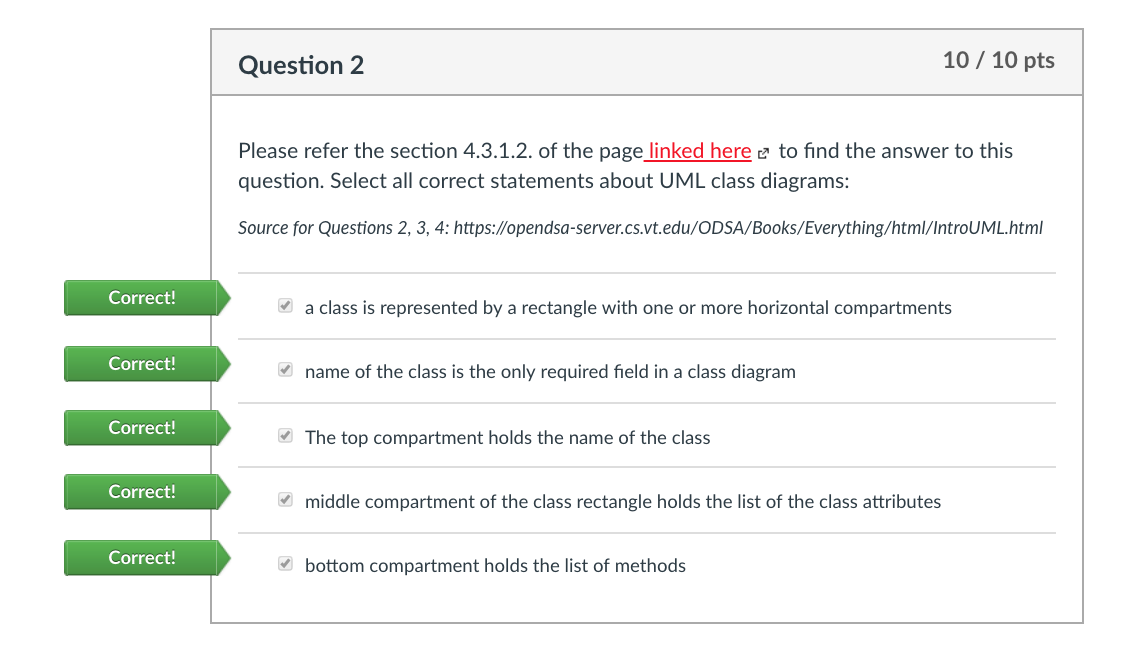 Question 2
10 / 10 pts
Please refer the section 4.3.1.2. of the page linked here to find the answer to this
question. Select all correct statements about UML class diagrams:
Source for Questions 2, 3, 4: https://opendsa-server.cs.vt.edu/ODSA/Books/Everything/html/IntroUML.html
Correct!
a class is represented by a rectangle with one or more horizontal compartments
Correct!
name of the class is the only required field in a class diagram
Correct!
The top compartment holds the name of the class
Correct!
middle compartment of the class rectangle holds the list of the class attributes
Correct!
bottom compartment holds the list of methods